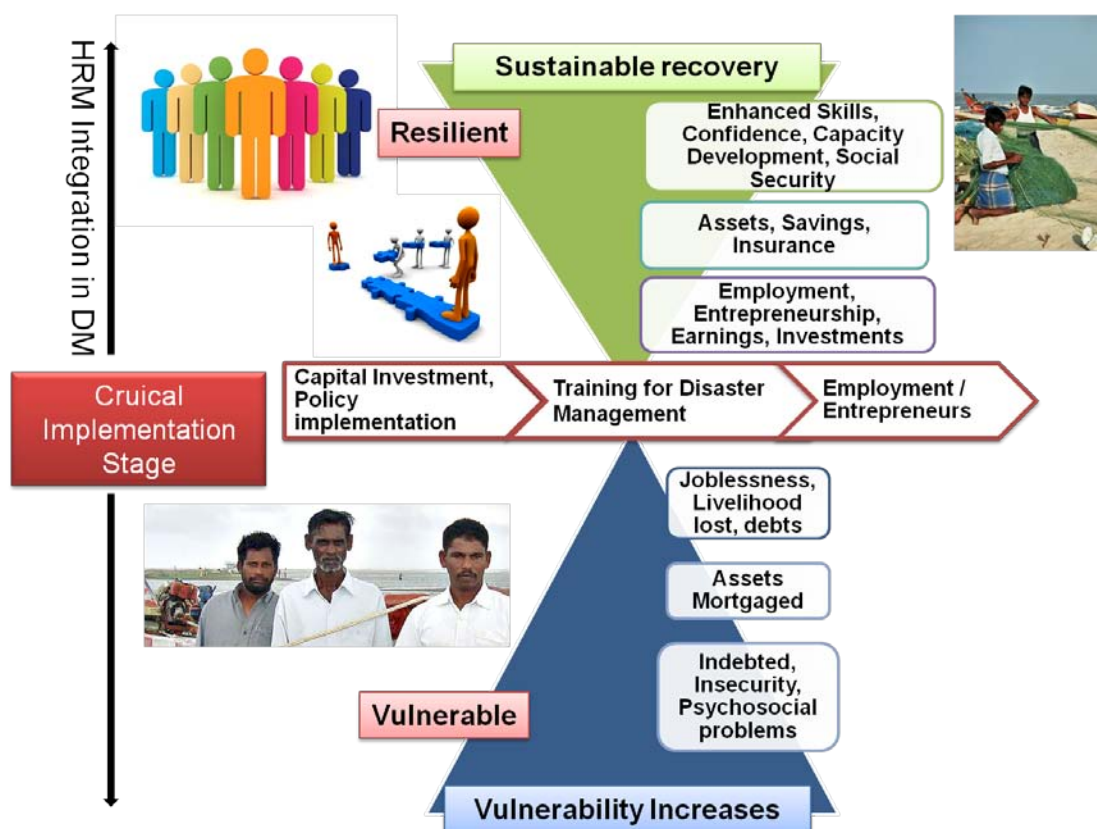 HRM Integration in DM
Sustainable recovery
Resilient
Enhanced Skills,
Confidence, Capacity
Development, Social
Security
Assets, Savings,
Insurance
Employment,
Entrepreneurship,
Earnings, Investments
Cruical
Implementation
Stage
Capital Investment,
Policy
implementation
Training for Disaster
Management
Employment /
Entrepreneurs
Joblessness,
Livelihood
lost, debts
Assets
Mortgaged
Indebted,
Insecurity,
Psychosocial
problems
Vulnerable
Vulnerability Increases